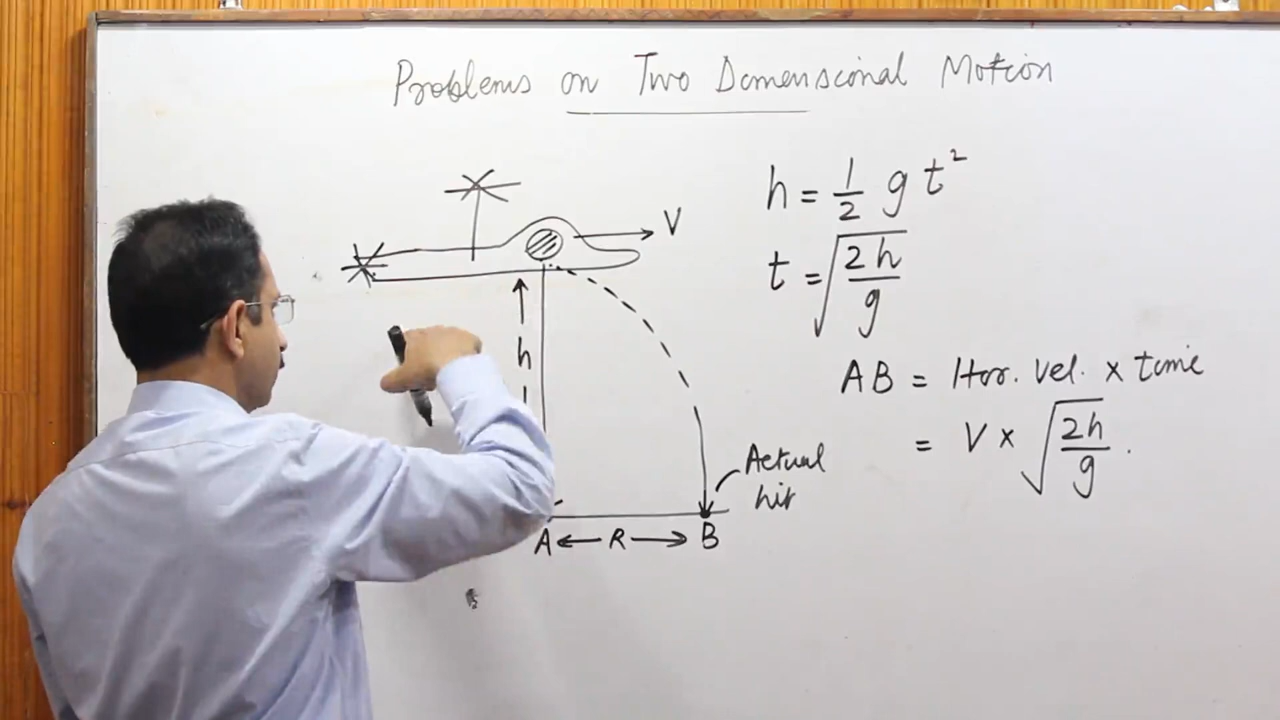 Problems on Two Dimensional Motion
V
h
A ← R → B
Actual
hit
h = 1/2 g t²
t = √(2h/g)
AB = Hor. Vel. × time
= V × √(2h/g).